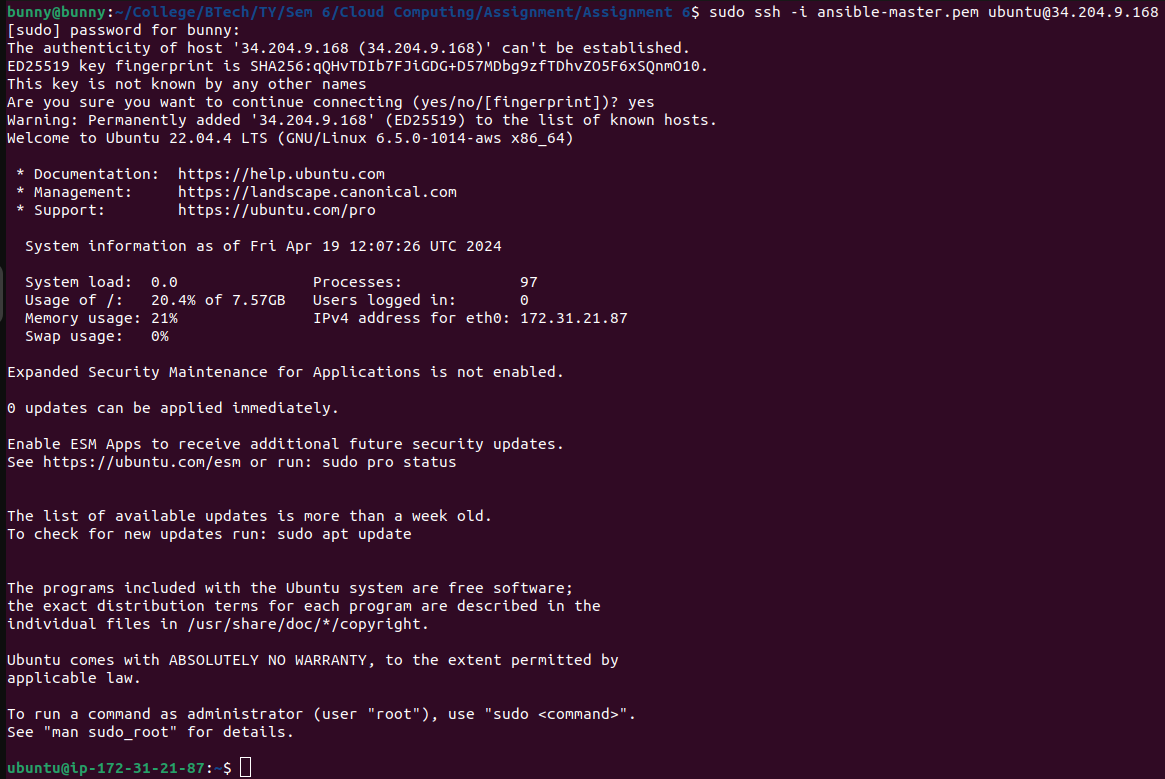 bunny@bunny:~/College/BTech/TY/Sem 6/Cloud Computing/Assignment/Assignment 6$ sudo ssh -i ansible-master.pem ubuntu@34.204.9.168
[sudo] password for bunny:
The authenticity of host '34.204.9.168 (34.204.9.168)' can't be established.
ED25519 key fingerprint is SHA256:qQHvTDIb7FJiGDG+D57MDbg9zfTDhvZO5F6xSQnmO10.
This key is not known by any other names
Are you sure you want to continue connecting (yes/no/[fingerprint])? yes
Warning: Permanently added '34.204.9.168' (ED25519) to the list of known hosts.
Welcome to Ubuntu 22.04.4 LTS (GNU/Linux 6.5.0-1014-aws x86_64)

 * Documentation:  https://help.ubuntu.com
 * Management:     https://landscape.canonical.com
 * Support:        https://ubuntu.com/pro

  System information as of Fri Apr 19 12:07:26 UTC 2024

  System load:  0.0               Processes:             97
  Usage of /:   20.4% of 7.57GB   Users logged in:       0
  Memory usage: 21%               IPv4 address for eth0: 172.31.21.87
  Swap usage:   0%

Expanded Security Maintenance for Applications is not enabled.

0 updates can be applied immediately.

Enable ESM Apps to receive additional future security updates.
See https://ubuntu.com/esm or run: sudo pro status


The list of available updates is more than a week old.
To check for new updates run: sudo apt update


The programs included with the Ubuntu system are free software;
the exact distribution terms for each program are described in the
individual files in /usr/share/doc/*/copyright.

Ubuntu comes with ABSOLUTELY NO WARRANTY, to the extent permitted by
applicable law.

To run a command as administrator (user "root"), use "sudo <command>".
See "man sudo_root" for details.

ubuntu@ip-172-31-21-87:~$